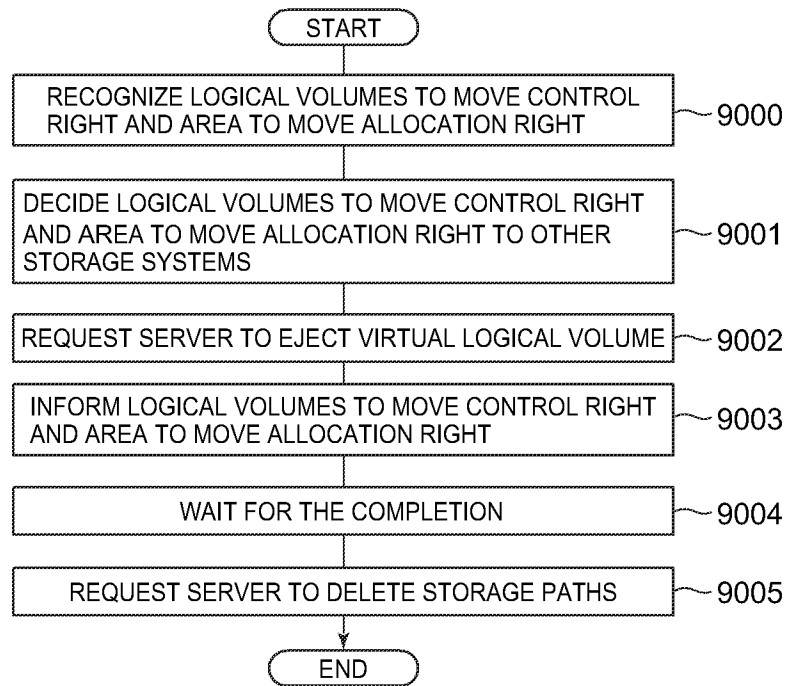 START
RECOGNIZE LOGICAL VOLUMES TO MOVE CONTROL
RIGHT AND AREA TO MOVE ALLOCATION RIGHT
9000
DECIDE LOGICAL VOLUMES TO MOVE CONTROL RIGHT
AND AREA TO MOVE ALLOCATION RIGHT TO OTHER
STORAGE SYSTEMS
9001
REQUEST SERVER TO EJECT VIRTUAL LOGICAL VOLUME
9002
INFORM LOGICAL VOLUMES TO MOVE CONTROL RIGHT
AND AREA TO MOVE ALLOCATION RIGHT
9003
WAIT FOR THE COMPLETION
9004
REQUEST SERVER TO DELETE STORAGE PATHS
9005
END